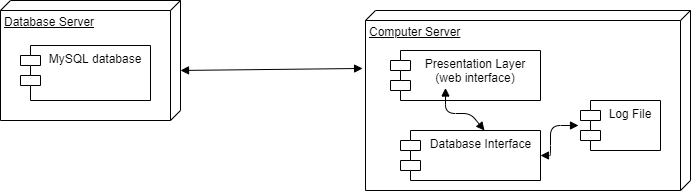 Database Server
MySQL database
Computer Server
Presentation Layer
(web interface)
Log File
Database Interface